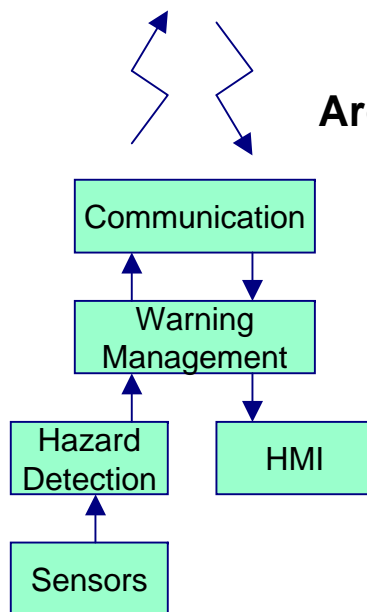 Ar
Communication
Warning
Management
Hazard
Detection
HMI
Sensors